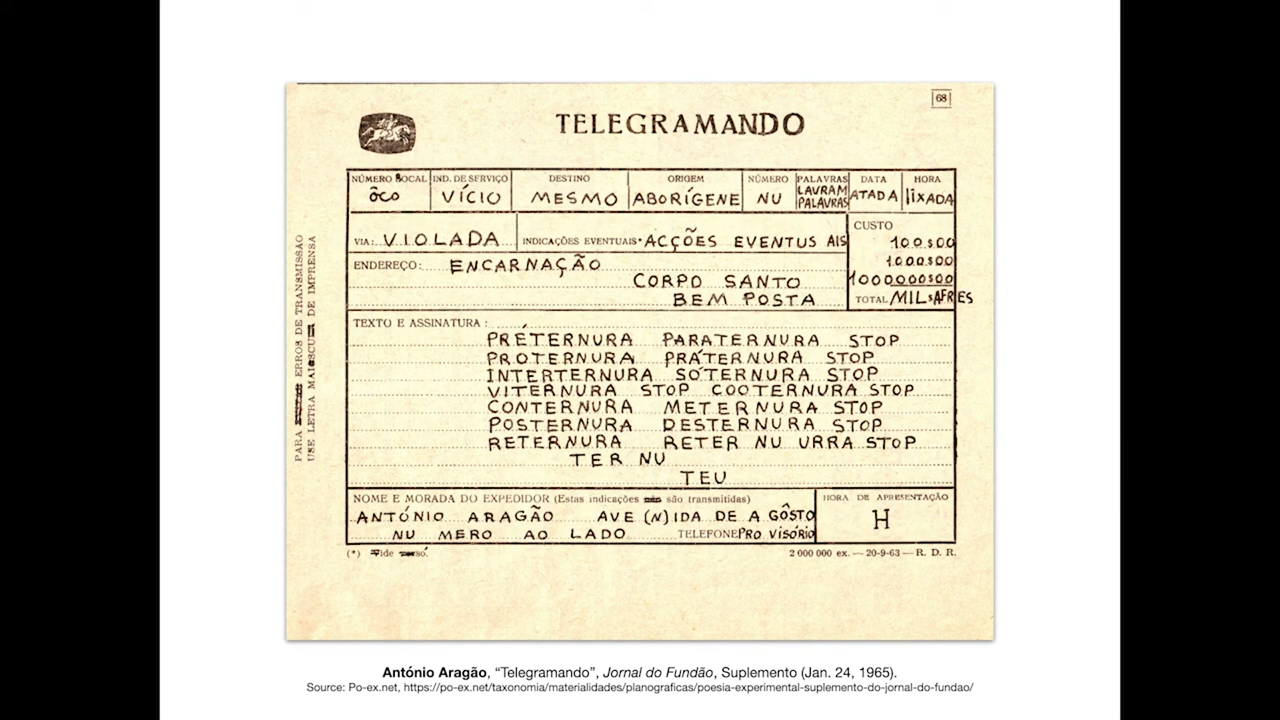 68
TELEGRAMANDO
NÚMERO BOCAL IND. DE SERVIÇO DESTINO ORIGEM NÚMERO PALAVRAS DATA HORA
ôco VÍCIO MESMO ABORÍGENE NU LAVRAM PALAVRAS ATADA lixADA
VIA: VIOLADA INDICAÇÕES EVENTUAIS* ACÇÕES EVENTUS AIS
CUSTO
100$00
1.000$00
1000000$00
TOTAL MIL$AFRES
ENDEREÇO: ENCARNAÇÃO
CORPO SANTO
BEM POSTA
TEXTO E ASSINATURA:
PRÉTERNURA PARATERNURA STOP
PROTERNURA PRÁTERNURA STOP
INTERTERNURA SÓTERNURA STOP
VITERNURA STOP COOTERNURA STOP
CONTERNURA METERNURA STOP
POSTERNURA DESTERNURA STOP
RETERNURA RETER NU URRA STOP
TER NU
TEU
NOME E MORADA DO EXPEDIDOR (Estas indicações são transmitidas)
ANTÓNIO ARAGÃO AVE (N)IDA DE A GÔSTO
NU MERO AO LADO TELEFONE PRO VISÓRIO
HORA DE APRESENTAÇÃO
H
(*) 
2 000 000 ex. — 20-9-63 — R. D. R.
PARA ERROS DE TRANSMISSÃO
USE LETRA DE IMPRENSA
António Aragão, “Telegramando”, Jornal do Fundão, Suplemento (Jan. 24, 1965).
Source: Po-ex.net, https://po-ex.net/taxonomia/materialidades/planograficas/poesia-experimental-suplemento-do-jornal-do-fundao/